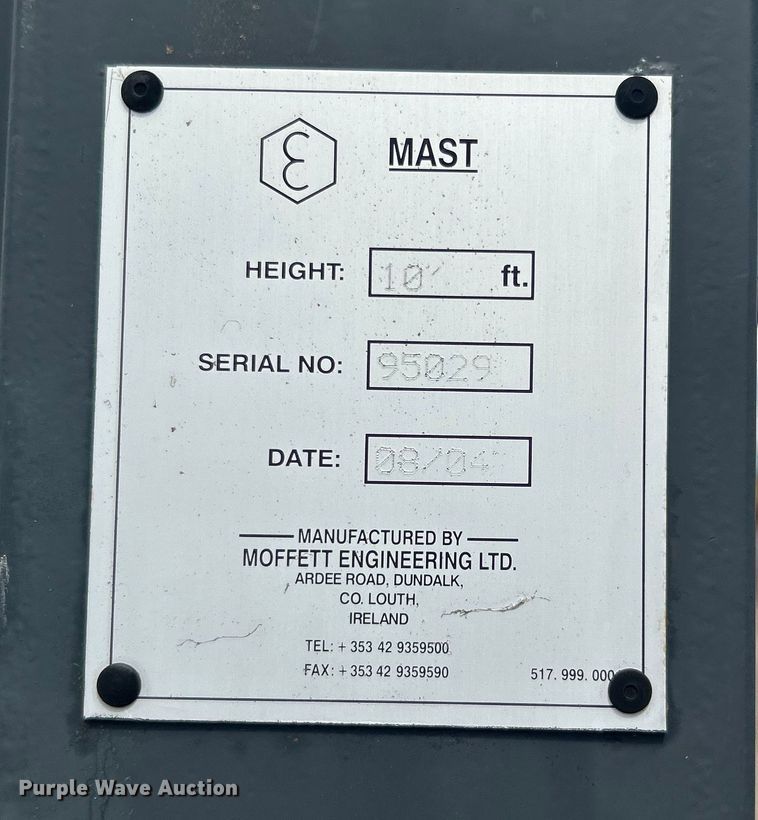 MAST
HEIGHT: 10' ft.
SERIAL NO: 95029
DATE: 08/04
MANUFACTURED BY
MOFFETT ENGINEERING LTD.
ARDEE ROAD, DUNDALK,
CO. LOUTH,
IRELAND
TEL: + 353 42 9359500
FAX: + 353 42 9359590
517. 999. 000
Purple Wave Auction